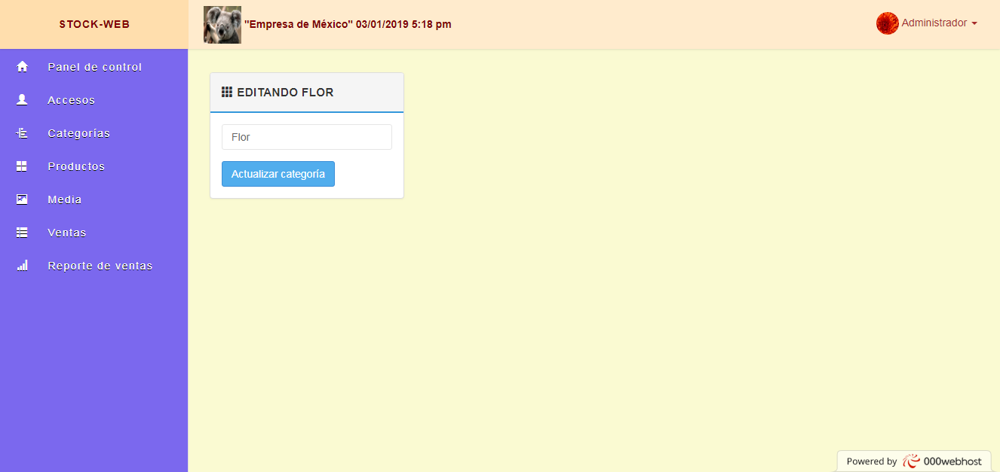 STOCK-WEB
"Empresa de México" 03/01/2019 5:18 pm
Administrador
Panel de control
Accesos
Categorías
Productos
Media
Ventas
Reporte de ventas
EDITANDO FLOR
Flor
Actualizar categoría
Powered by 000webhost